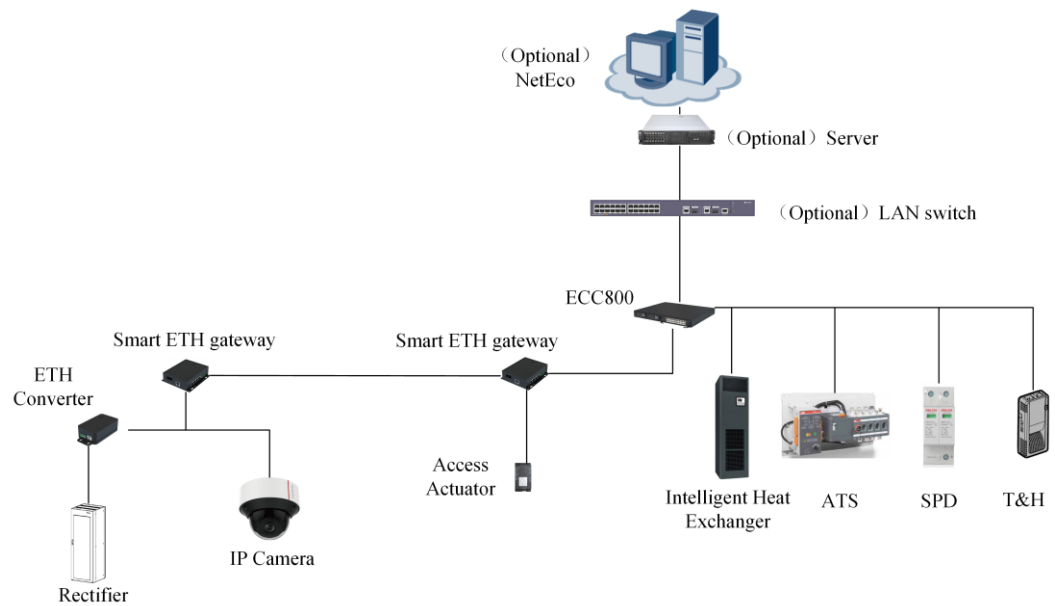 （Optional）
NetEco
（Optional）Server
（Optional）LAN switch
ECC800
Smart ETH gateway
Smart ETH gateway
ETH
Converter
Access
Actuator
Intelligent Heat
Exchanger
ATS
SPD
T&H
IP Camera
Rectifier